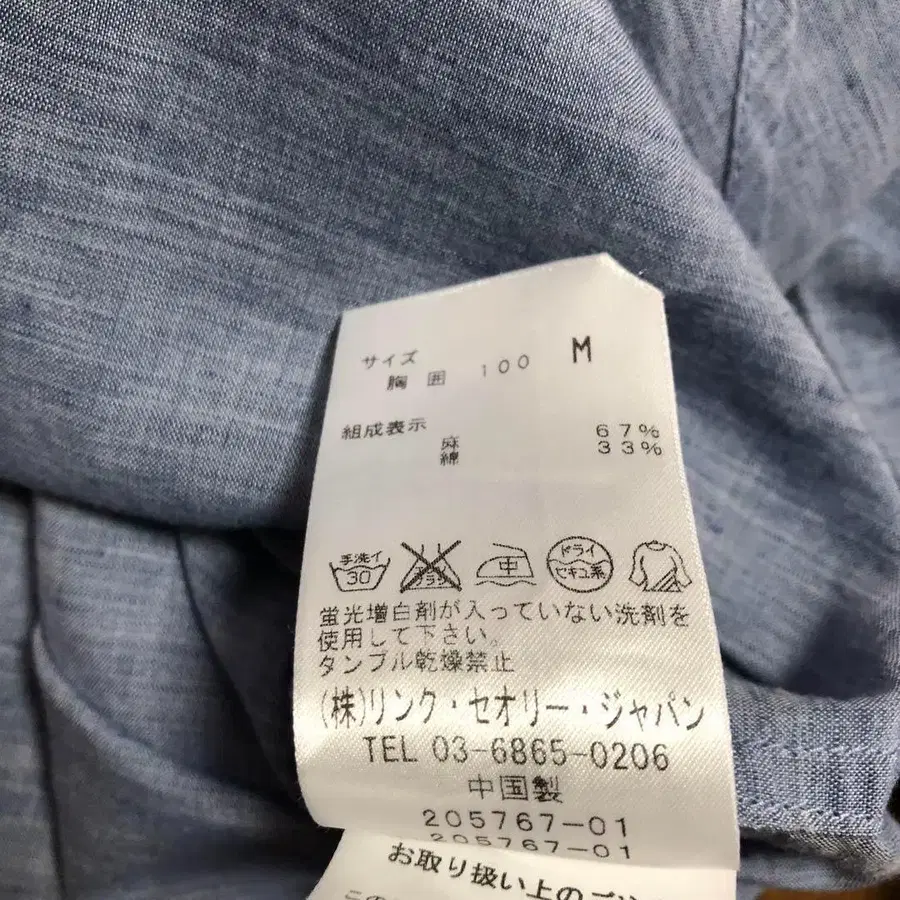 サイズ M
胸囲 100
組成表示
麻 67%
綿 33%
手洗イ 30
中
ドライ
セキユ系
蛍光増白剤が入っていない洗剤を
使用して下さい。
タンブル乾燥禁止
(株)リンク・セオリー・ジャパン
TEL 03-6865-0206
中国製
205767-01
205767-01
お取り扱い上のご
この